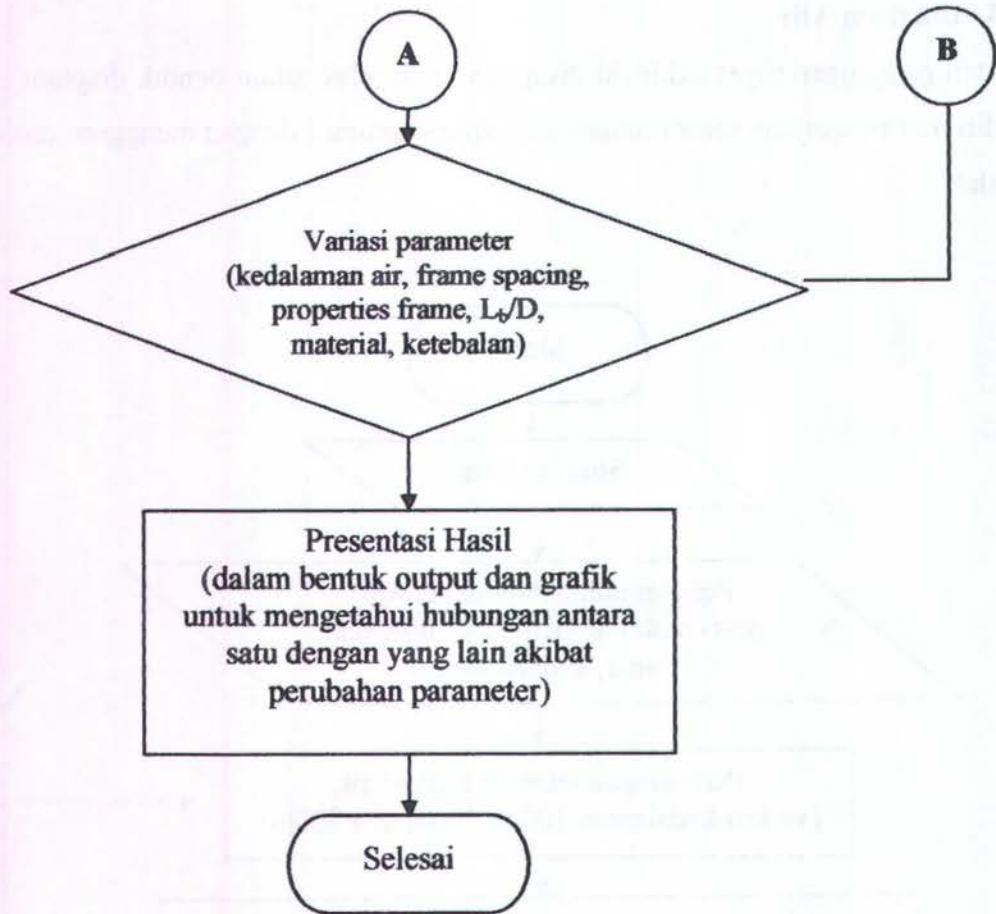 A
B
Variasi parameter
(kedalaman air, frame spacing,
properties frame, L_b/D,
material, ketebalan)
Presentasi Hasil
(dalam bentuk output dan grafik
untuk mengetahui hubungan antara
satu dengan yang lain akibat
perubahan parameter)
Selesai